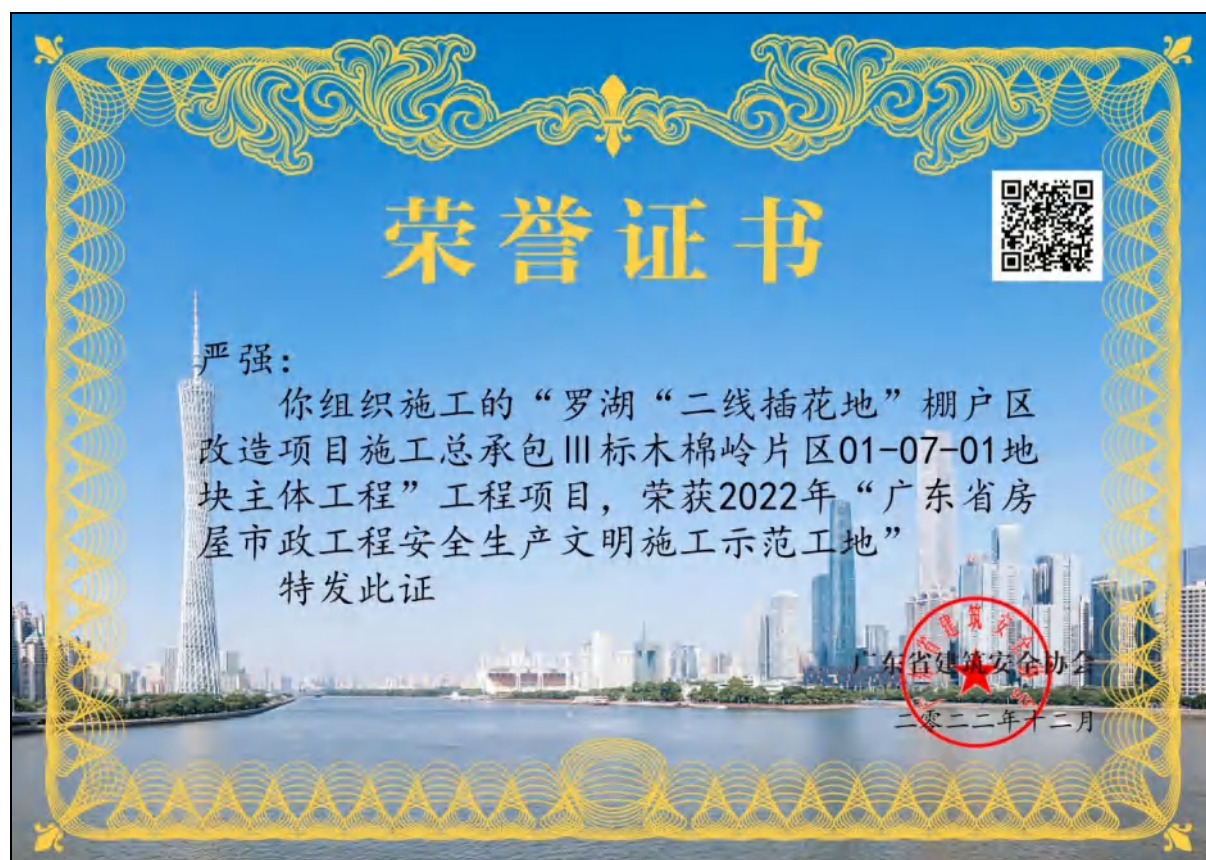 荣誉证书
严强：
你组织施工的“罗湖“二线插花地”棚户区
改造项目施工总承包Ⅲ标木棉岭片区01-07-01地
块主体工程”工程项目，荣获2022年“广东省房
屋市政工程安全生产文明施工示范工地”
特发此证
广东省建筑安全协会
二零二二年十二月